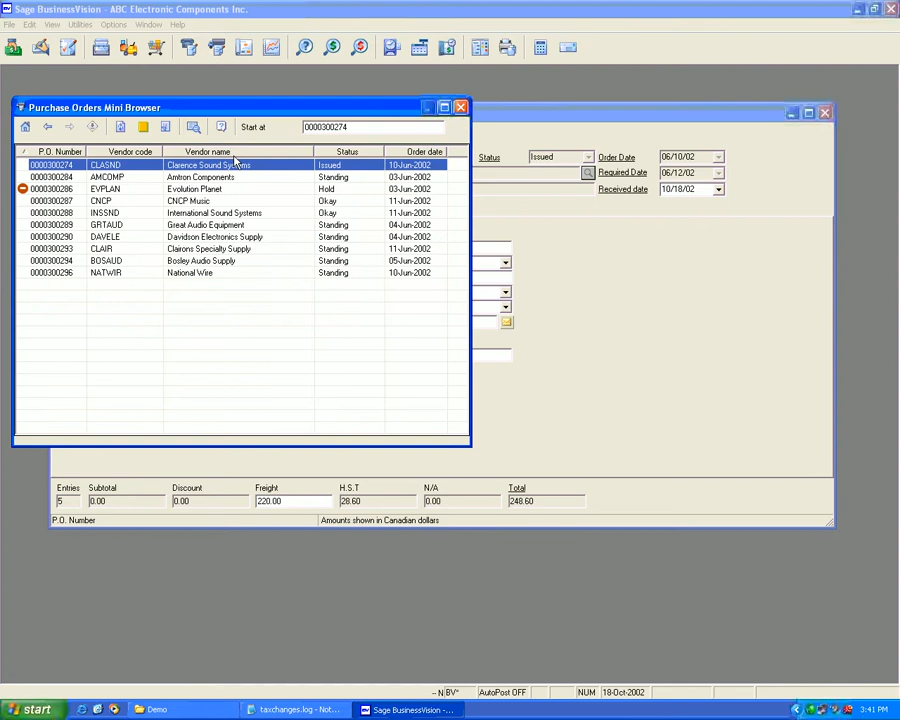 Sage BusinessVision - ABC Electronic Components Inc.
File Edit View Utilities Options Window Help
Purchase Orders Mini Browser
Start at 0000300274
P.O. Number Vendor code Vendor name Status Order date
0000300274 CLASND Clarence Sound Systems Issued 10-Jun-2002
0000300284 AMCOMP Amtron Components Standing 03-Jun-2002
0000300286 EVPLAN Evolution Planet Hold 03-Jun-2002
0000300287 CNCP CNCP Music Okay 11-Jun-2002
0000300288 INSSND International Sound Systems Okay 11-Jun-2002
0000300289 GRTAUD Great Audio Equipment Standing 04-Jun-2002
0000300290 DAVELE Davidson Electronics Supply Standing 04-Jun-2002
0000300293 CLAIR Clairons Specialty Supply Standing 11-Jun-2002
0000300294 BOSAUD Bosley Audio Supply Standing 05-Jun-2002
0000300296 NATWIR National Wire Standing 10-Jun-2002
Status Issued Order Date 06/10/02
Required Date 06/12/02
Received date 10/18/02
Entries Subtotal Discount Freight H.S.T N/A Total
5 0.00 0.00 220.00 28.60 0.00 248.60
P.O. Number Amounts shown in Canadian dollars
N BV* AutoPost OFF NUM 18-Oct-2002
start Demo taxchanges.log - Not... Sage BusinessVision -... 3:41 PM